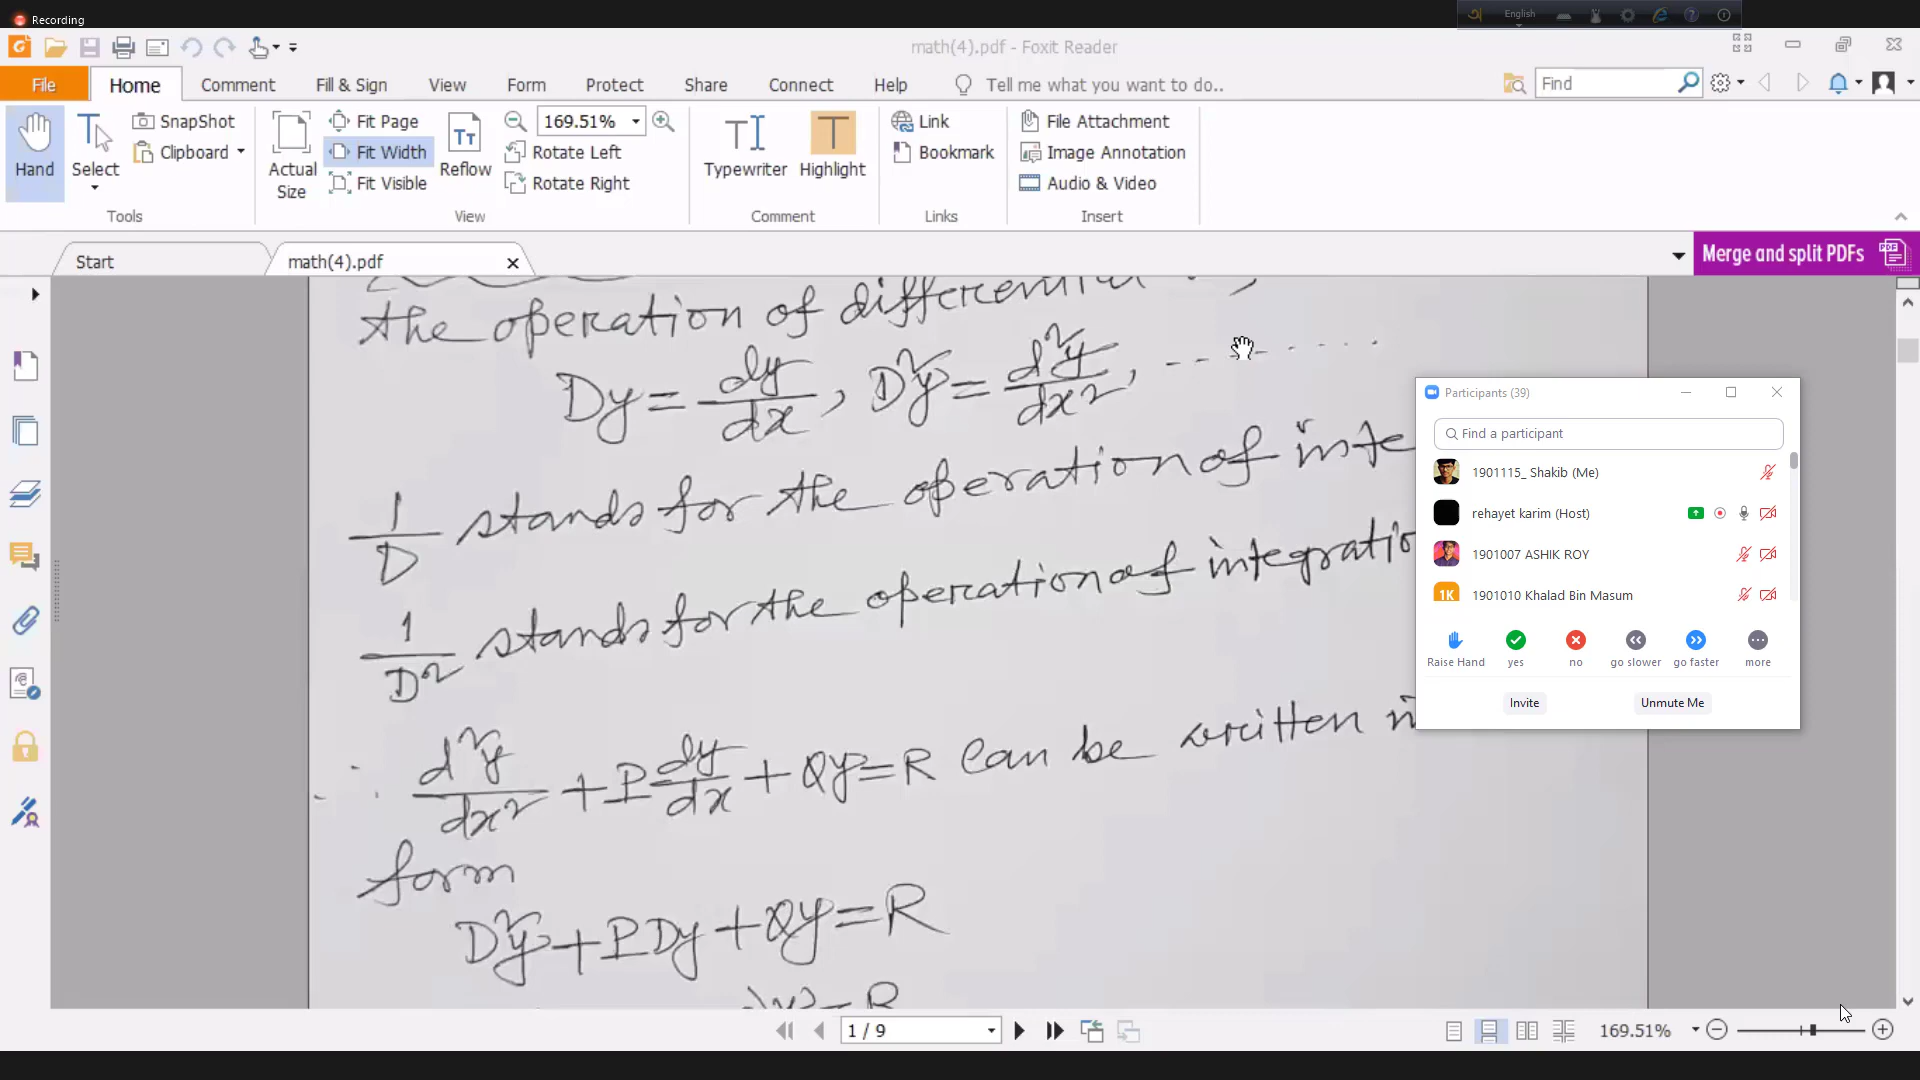 Recording
English
math(4).pdf - Foxit Reader
File Home Comment Fill & Sign View Form Protect Share Connect Help Tell me what you want to do.. Find
Hand
Select
SnapShot
Clipboard
Tools
Actual Size
Fit Page
Fit Width
Fit Visible
Reflow
169.51%
Rotate Left
Rotate Right
View
Typewriter
Highlight
Comment
Link
Bookmark
Links
File Attachment
Image Annotation
Audio & Video
Insert
Start
math(4).pdf
Merge and split PDFs
the operation of differential
Dy = dy/dx, D²y = d²y/dx², - - - - - - - -
1/D stands for the operation of inte
1/D² stands for the operation of integratio
∴ d²y/dx² + P dy/dx + Qy = R can be written in
form
D²y + PDy + Qy = R
= R
Participants (39)
Find a participant
1901115_ Shakib (Me)
rehayet karim (Host)
1901007 ASHIK ROY
1K 1901010 Khalad Bin Masum
Raise Hand yes no go slower go faster more
Invite Unmute Me
1 / 9
169.51%